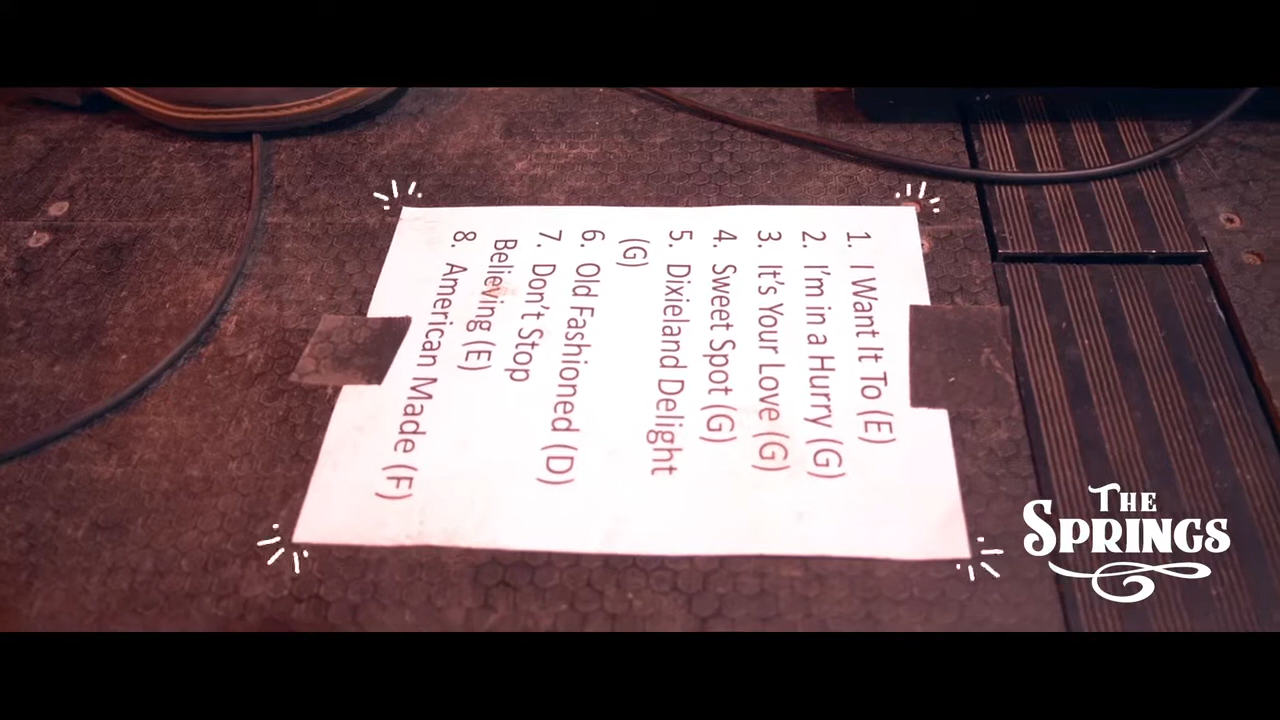 1. I Want It To (E)
2. I'm in a Hurry (G)
3. It's Your Love (G)
4. Sweet Spot (G)
5. Dixieland Delight
(G)
6. Old Fashioned (D)
7. Don't Stop
Believing (E)
8. American Made (F)
THE
SPRINGS